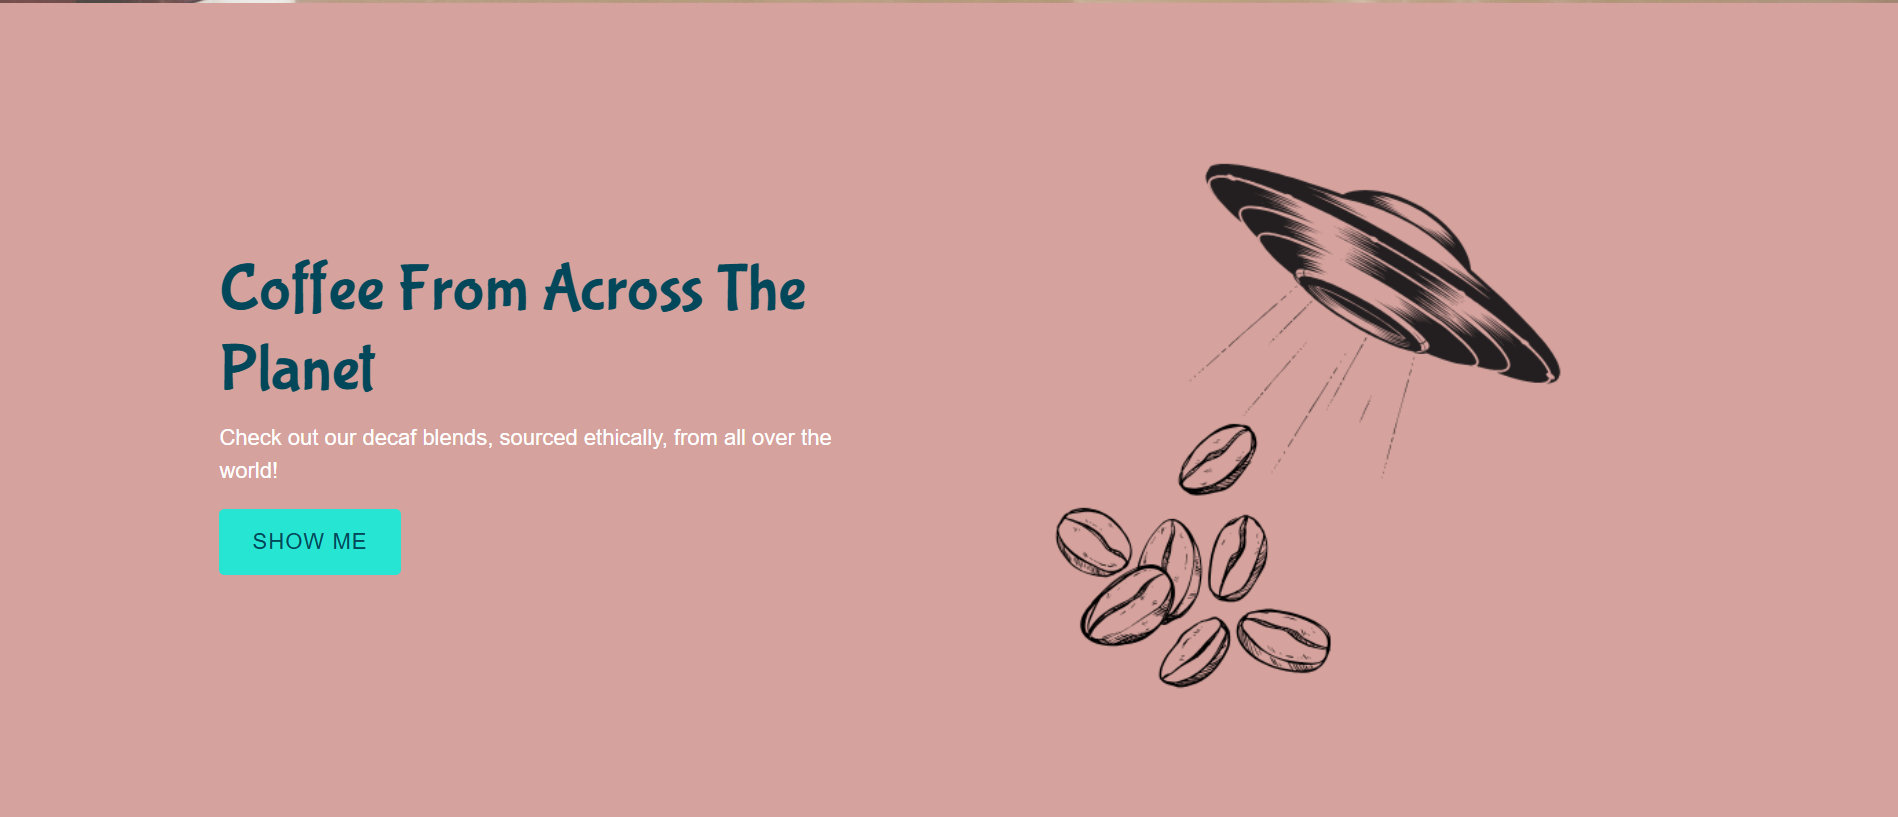 Coffee From Across The
Planet
Check out our decaf blends, sourced ethically, from all over the
world!
SHOW ME